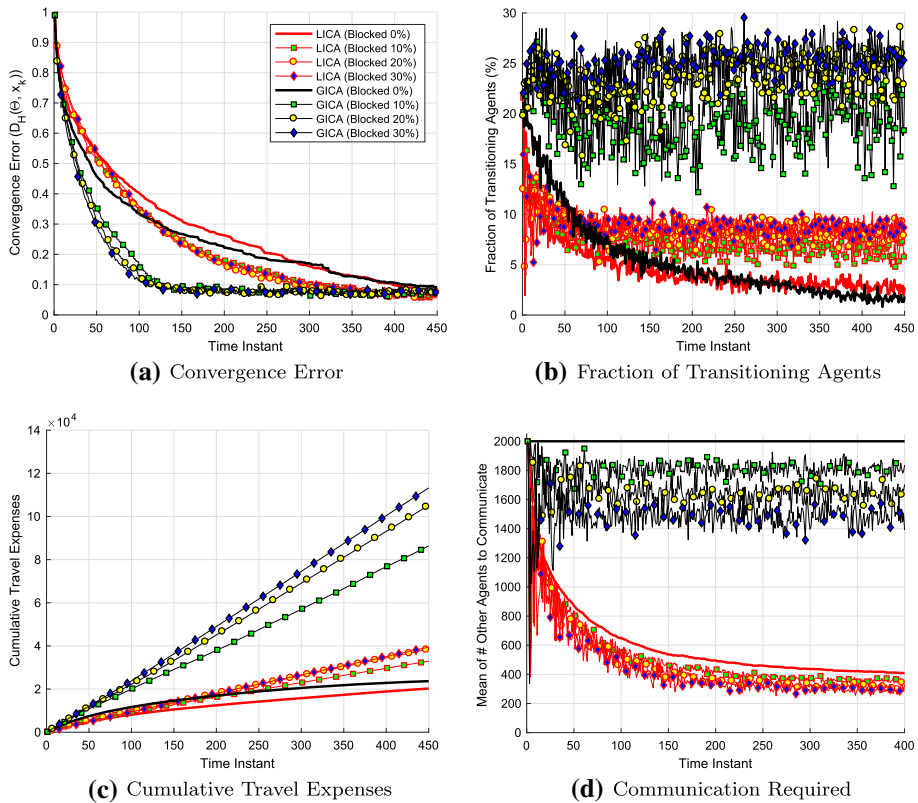 Convergence Error (D_H(Θ, x_k))
1
0.9
0.8
0.7
0.6
0.5
0.4
0.3
0.2
0.1
0
LICA (Blocked 0%)
LICA (Blocked 10%)
LICA (Blocked 20%)
LICA (Blocked 30%)
GICA (Blocked 0%)
GICA (Blocked 10%)
GICA (Blocked 20%)
GICA (Blocked 30%)
0 50 100 150 200 250 300 350 400 450
Time Instant
(a) Convergence Error
Fraction of Transitioning Agents (%)
30
25
20
15
10
5
0
0 50 100 150 200 250 300 350 400 450
Time Instant
(b) Fraction of Transitioning Agents
Cumulative Travel Expenses
×10^4
14
12
10
8
6
4
2
0
0 50 100 150 200 250 300 350 400 450
Time Instant
(c) Cumulative Travel Expenses
Mean of # Other Agents to Communicate
2000
1800
1600
1400
1200
1000
800
600
400
200
0
0 50 100 150 200 250 300 350 400
Time Instant
(d) Communication Required